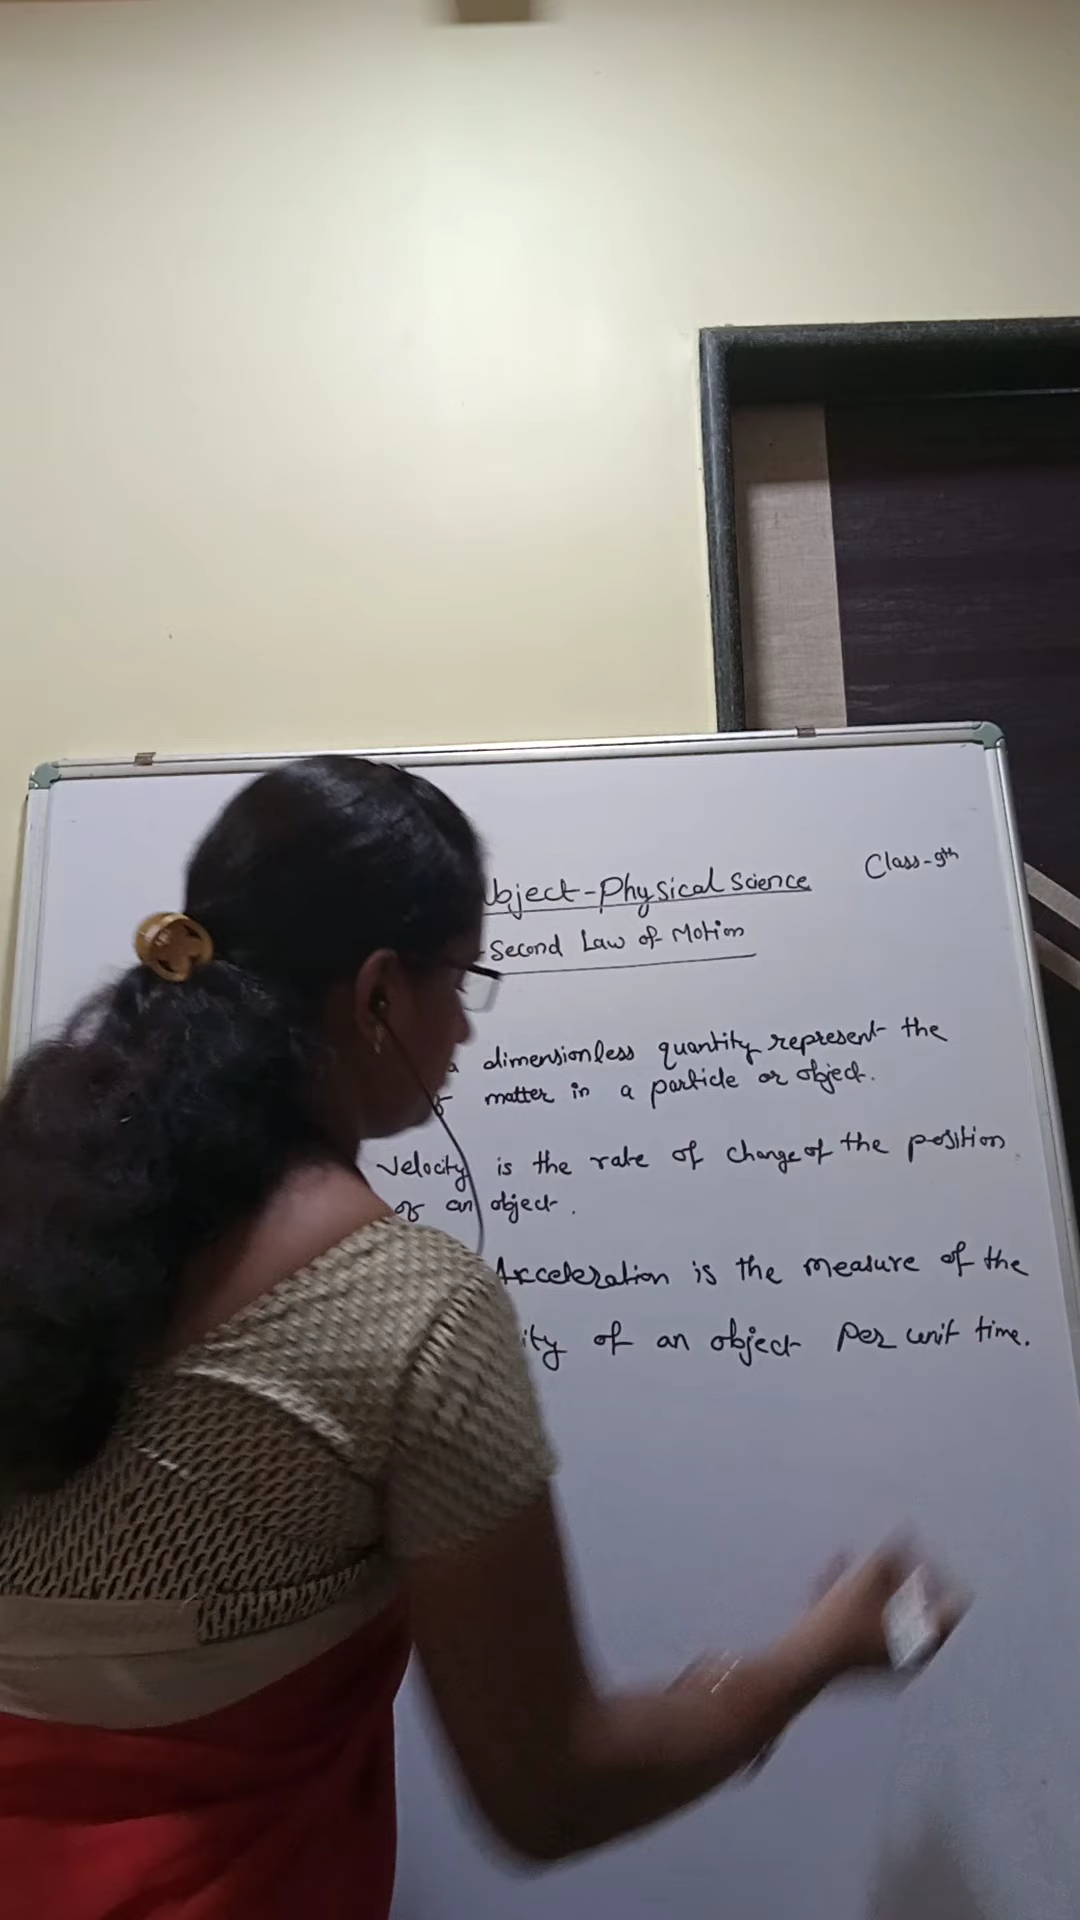 bject-Physical Science
Class-9th
-Second Law of Motion
a dimensionless quantity represent the
matter in a particle or object.
Velocity is the rate of change of the position
of an object.
Acceleration is the measure of the
ity of an object Per unit time.